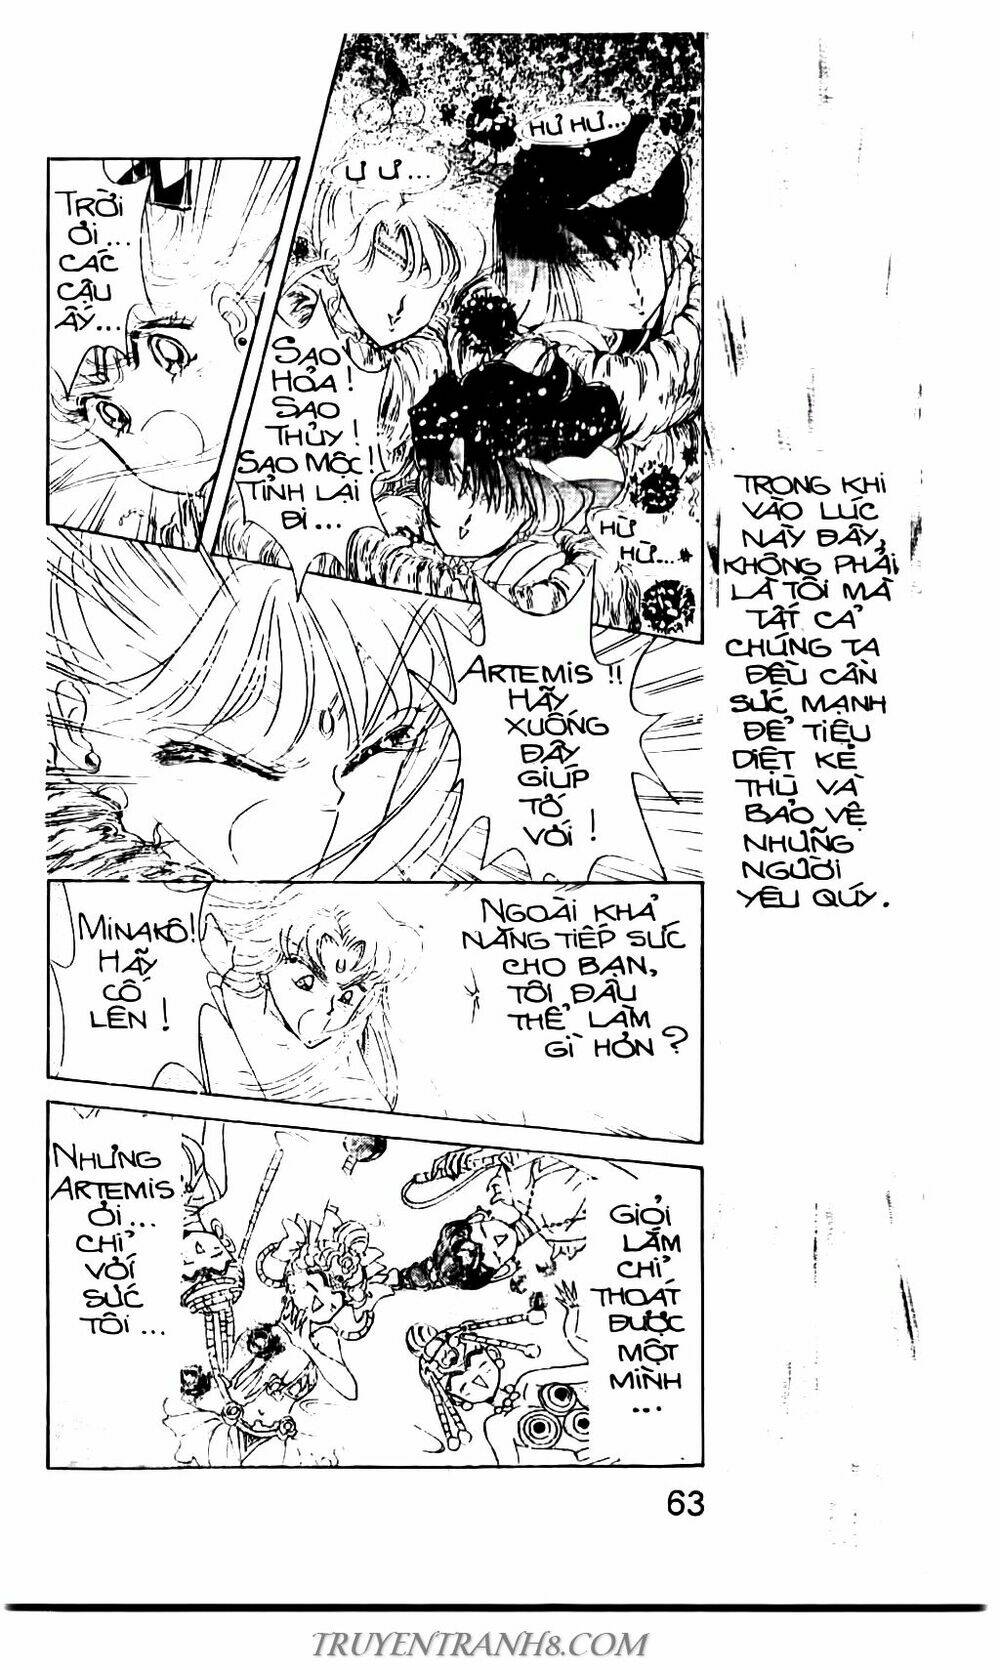 TRỜI
ƠI...
CÁC
CẬU
ẤY...
Ư Ư...
HƯ HƯ...
SAO
HỎA!
SAO
THỦY!
SAO MỘC!
TỈNH LẠI
ĐI...
HỪ
HỪ...
ARTEMIS!!
HÃY
XUỐNG
ĐÂY
GIÚP
TỚ
VỚI!
TRONG KHI
VÀO LÚC
NÀY ĐÂY,
KHÔNG PHẢI
LÀ TÔI MÀ
TẤT CẢ
CHÚNG TA
ĐỀU CẦN
SỨC MẠNH
ĐỂ TIÊU
DIỆT KẺ
THÙ VÀ
BẢO VỆ
NHỮNG
NGƯỜI
YÊU QÚY.
MINAKÔ!
HÃY
CỐ
LÊN!
NGOÀI KHẢ
NĂNG TIẾP SỨC
CHO BẠN,
TÔI ĐÂU
THỂ LÀM
GÌ HƠN?
NHƯNG
ARTEMIS
ƠI...
CHỈ
VỚI
SỨC
TÔI...
GIỎI
LẮM
CHỈ
THOÁT
ĐƯỢC
MỘT
MÌNH
...
63
TRUYENTRANH8.COM